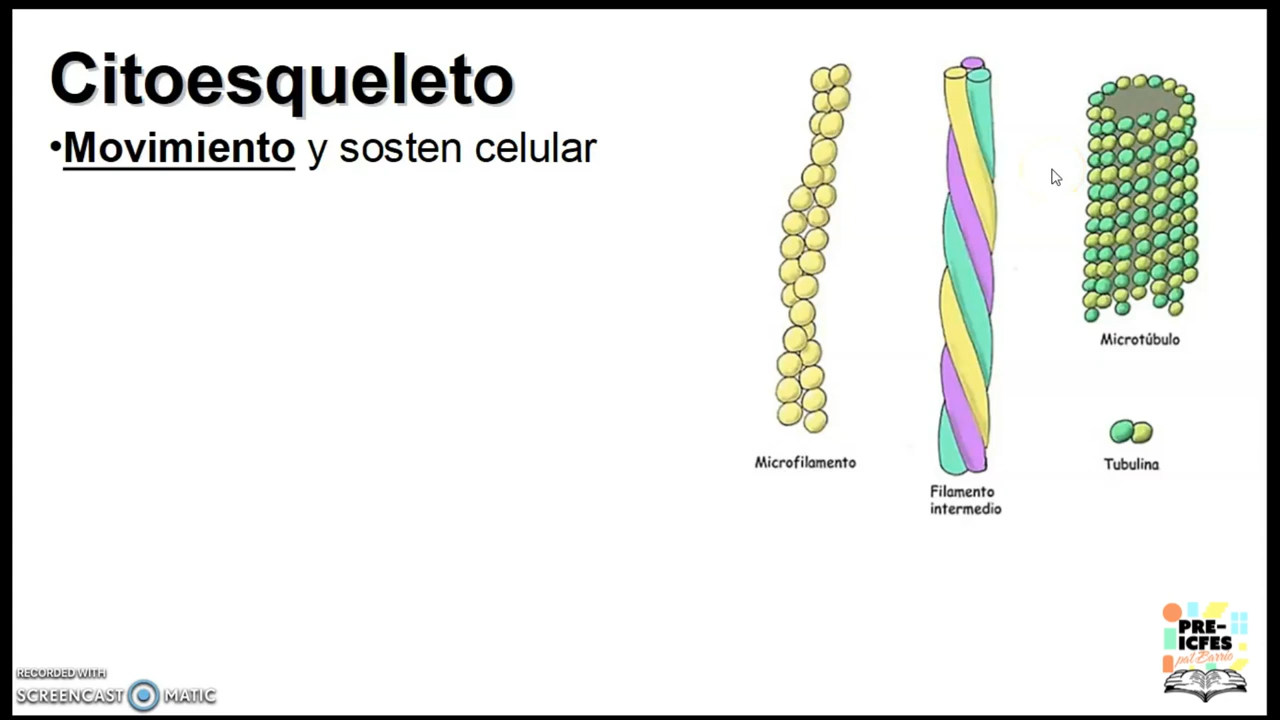 Citoesqueleto
•Movimiento y sosten celular
Microfilamento
Filamento
intermedio
Microtúbulo
Tubulina
RECORDED WITH
SCREENCAST MATIC
PRE-
ICFES
pal Barrio